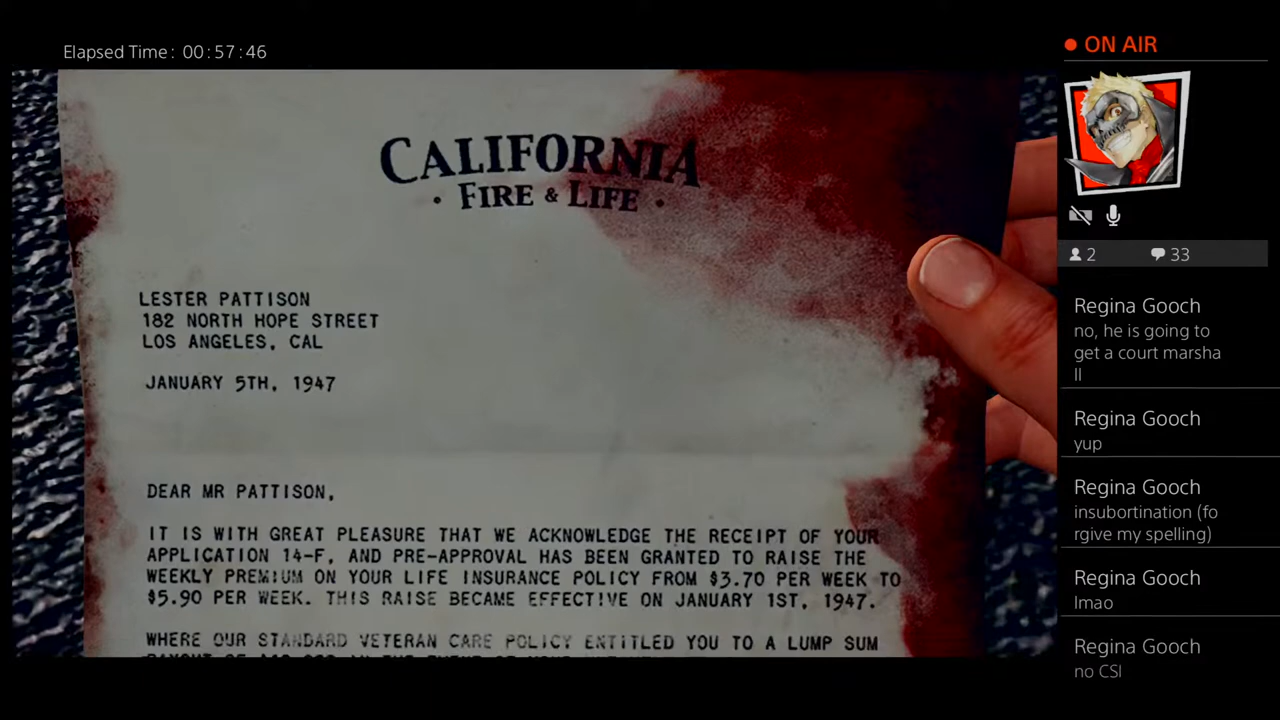 Elapsed Time: 00:57:46
ON AIR
CALIFORNIA
• FIRE & LIFE •
LESTER PATTISON
182 NORTH HOPE STREET
LOS ANGELES, CAL
JANUARY 5TH, 1947
DEAR MR PATTISON,
IT IS WITH GREAT PLEASURE THAT WE ACKNOWLEDGE THE RECEIPT OF YOUR
APPLICATION 14-F, AND PRE-APPROVAL HAS BEEN GRANTED TO RAISE THE
WEEKLY PREMIUM ON YOUR LIFE INSURANCE POLICY FROM $3.70 PER WEEK TO
$5.90 PER WEEK. THIS RAISE BECAME EFFECTIVE ON JANUARY 1ST, 1947.
WHERE OUR STANDARD VETERAN CARE POLICY ENTITLED YOU TO A LUMP SUM
2
33
Regina Gooch
no, he is going to
get a court marsha
ll
Regina Gooch
yup
Regina Gooch
insubortination (fo
rgive my spelling)
Regina Gooch
lmao
Regina Gooch
no CSI